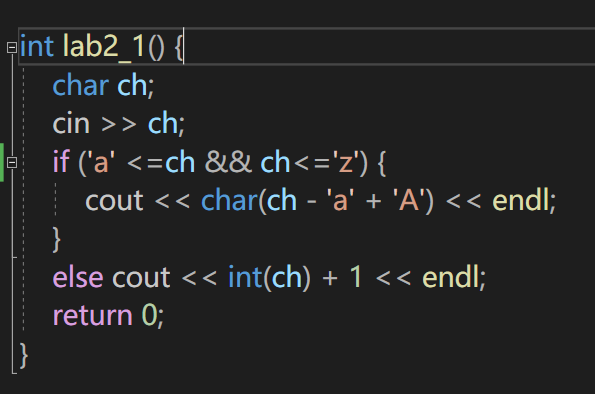 int lab2_1() {
char ch;
cin >> ch;
if ('a' <=ch && ch<='z') {
cout << char(ch - 'a' + 'A') << endl;
}
else cout << int(ch) + 1 << endl;
return 0;
}